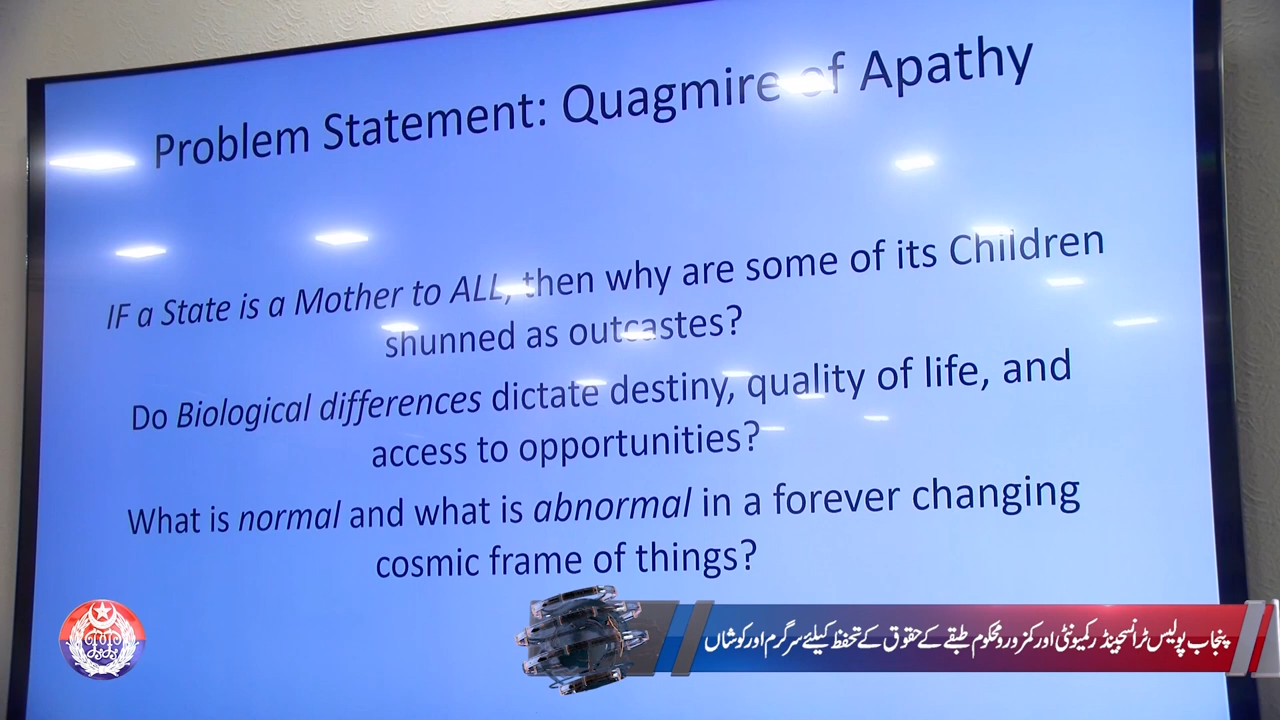 Problem Statement: Quagmire of Apathy
IF a State is a Mother to ALL, then why are some of its Children
shunned as outcastes?
Do Biological differences dictate destiny, quality of life, and
access to opportunities?
What is normal and what is abnormal in a forever changing
cosmic frame of things?
پنجاب پولیس ٹرانسجینڈر کمیونٹی اور کمزور و محکوم طبقے کے حقوق کے تحفظ کیلئے سرگرم اور کوشاں